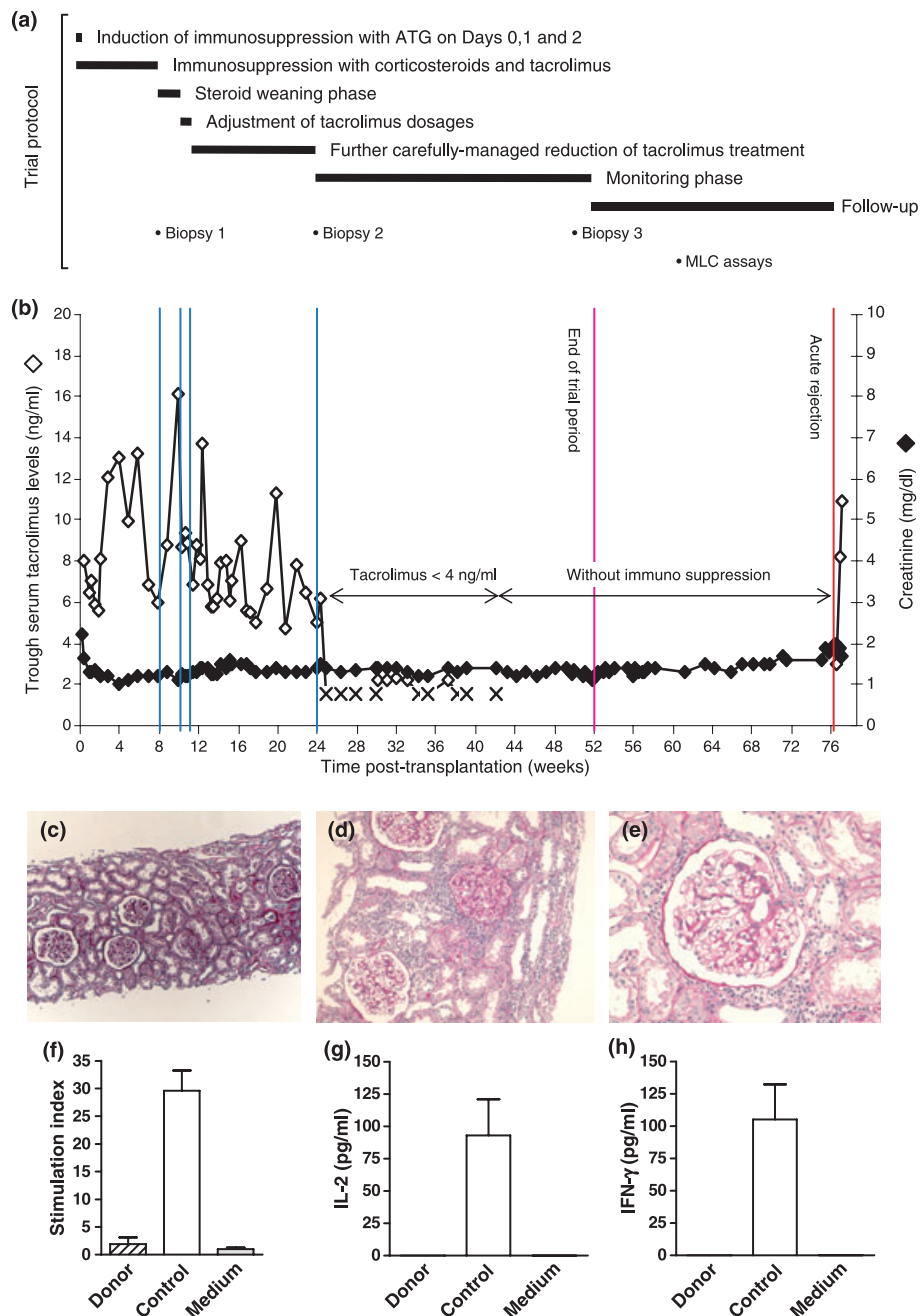 (a)
Trial protocol
Induction of immunosuppression with ATG on Days 0,1 and 2
Immunosuppression with corticosteroids and tacrolimus
Steroid weaning phase
Adjustment of tacrolimus dosages
Further carefully-managed reduction of tacrolimus treatment
Monitoring phase
Follow-up
• Biopsy 1
• Biopsy 2
• Biopsy 3
• MLC assays
(b)
Trough serum tacrolimus levels (ng/ml) ◇
20
18
16
14
12
10
8
6
4
2
0
End of trial period
Acute rejection
Tacrolimus < 4 ng/ml
Without immuno suppression
10
9
8
7
6
5
4
3
2
1
0
Creatinine (mg/dl) ◆
0 4 8 12 16 20 24 28 32 36 40 44 48 52 56 60 64 68 72 76
Time post-transplantation (weeks)
(c)
(d)
(e)
(f)
Stimulation index
35
30
25
20
15
10
5
0
Donor
Control
Medium
(g)
IL-2 (pg/ml)
150
125
100
75
50
25
0
Donor
Control
Medium
(h)
IFN-γ (pg/ml)
150
125
100
75
50
25
0
Donor
Control
Medium